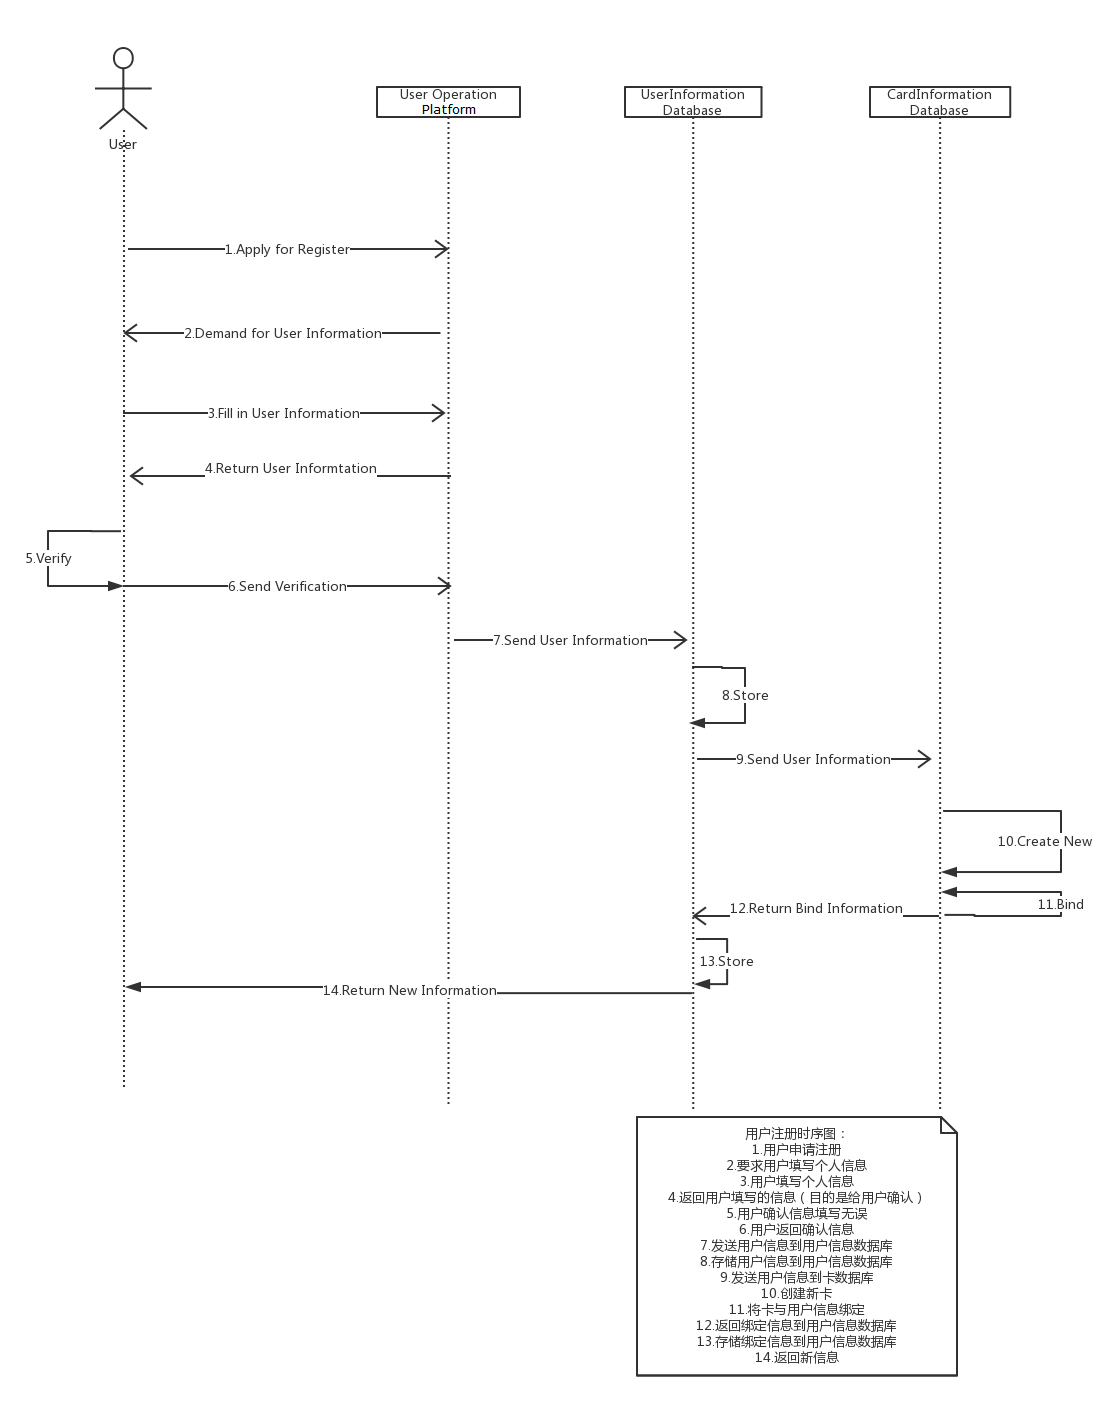 User Operation
Platform
UserInformation
Database
CardInformation
Database
User
1.Apply for Register
2.Demand for User Information
3.Fill in User Information
4.Return User Informtation
5.Verify
6.Send Verification
7.Send User Information
8.Store
9.Send User Information
10.Create New
11.Bind
12.Return Bind Information
13.Store
14.Return New Information
用户注册时序图：
1.用户申请注册
2.要求用户填写个人信息
3.用户填写个人信息
4.返回用户填写的信息（目的是给用户确认）
5.用户确认信息填写无误
6.用户返回确认信息
7.发送用户信息到用户信息数据库
8.存储用户信息到用户信息数据库
9.发送用户信息到卡数据库
10.创建新卡
11.将卡与用户信息绑定
12.返回绑定信息到用户信息数据库
13.存储绑定信息到用户信息数据库
14.返回新信息